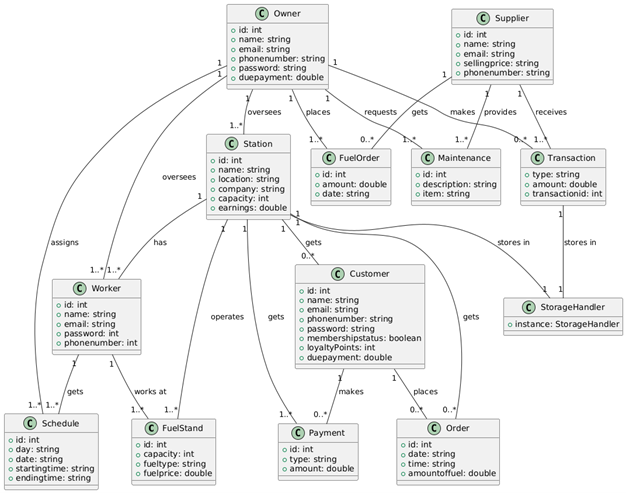 C Owner
id: int
name: string
email: string
phonenumber: string
password: string
duepayment: double
C Supplier
id: int
name: string
email: string
sellingprice: string
phonenumber: string
1 1 1 1 1 1
1 1 1
oversees places requests gets makes provides receives
1..* 1..* 0..* 1..* 1..* 0..* 1..*
C Station
id: int
name: string
location: string
company: string
capacity: int
earnings: double
C FuelOrder
id: int
amount: double
date: string
C Maintenance
id: int
description: string
item: string
C Transaction
type: string
amount: double
transactionid: int
oversees
1 1 1 1 1 1 1
1
assigns has gets stores in stores in
1..* 1..* 0..* 1 1
C Worker
id: int
name: string
email: string
password: int
phonenumber: int
C Customer
id: int
name: string
email: string
phonenumber: string
password: string
membershipstatus: boolean
loyaltyPoints: int
duepayment: double
C StorageHandler
instance: StorageHandler
operates gets gets
1 1 1 1
gets works at makes places
1..* 1..* 1..* 1..* 1..* 0..* 0..* 0..*
C Schedule
id: int
day: string
date: string
startingtime: string
endingtime: string
C FuelStand
id: int
capacity: int
fueltype: string
fuelprice: double
C Payment
id: int
type: string
amount: double
C Order
id: int
date: string
time: string
amountoffuel: double